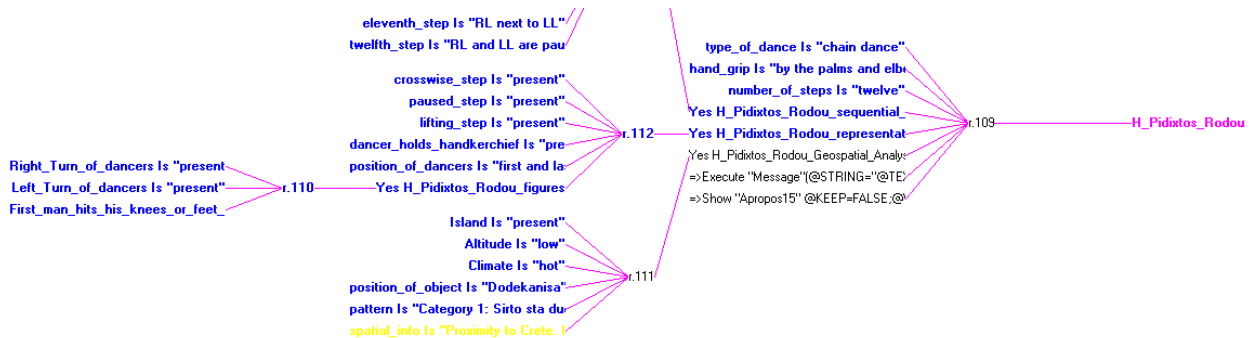 eleventh_step Is "RL next to LL"
twelfth_step Is "RL and LL are pau
type_of_dance Is "chain dance"
hand_grip Is "by the palms and elb
crosswise_step Is "present"
number_of_steps Is "twelve"
paused_step Is "present"
Yes H_Pidixtos_Rodou_sequential_
lifting_step Is "present"
r.109
H_Pidixtos_Rodou
r.112
Yes H_Pidixtos_Rodou_representat
dancer_holds_handkerchief Is "pre
Yes H_Pidixtos_Rodou_Geospatial_Analys
position_of_dancers Is "first and la
Right_Turn_of_dancers Is "present
=>Execute "Message"(@STRING="@TEX
Left_Turn_of_dancers Is "present"
r.110
Yes H_Pidixtos_Rodou_figures
=>Show "Apropos15" @KEEP=FALSE;@
First_man_hits_his_knees_or_feet_
Island Is "present"
Altitude Is "low"
Climate Is "hot"
r.111
position_of_object Is "Dodekanisa"
pattern Is "Category 1: Sirto sta du
spatial_info Is "Proximity to Crete.